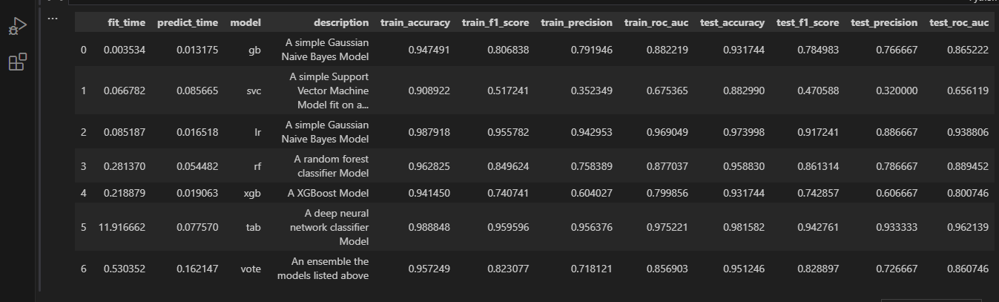 fit_time predict_time model description train_accuracy train_f1_score train_precision train_roc_auc test_accuracy test_f1_score test_precision test_roc_auc
0 0.003534 0.013175 gb A simple Gaussian Naive Bayes Model 0.947491 0.806838 0.791946 0.882219 0.931744 0.784983 0.766667 0.865222
1 0.066782 0.085665 svc A simple Support Vector Machine Model fit on a... 0.908922 0.517241 0.352349 0.675365 0.882990 0.470588 0.320000 0.656119
2 0.085187 0.016518 lr A simple Gaussian Naive Bayes Model 0.987918 0.955782 0.942953 0.969049 0.973998 0.917241 0.886667 0.938806
3 0.281370 0.054482 rf A random forest classifier Model 0.962825 0.849624 0.758389 0.877037 0.958830 0.861314 0.786667 0.889452
4 0.218879 0.019063 xgb A XGBoost Model 0.941450 0.740741 0.604027 0.799856 0.931744 0.742857 0.606667 0.800746
5 11.916662 0.077570 tab A deep neural network classifier Model 0.988848 0.959596 0.956376 0.975221 0.981582 0.942761 0.933333 0.962139
6 0.530352 0.162147 vote An ensemble the models listed above 0.957249 0.823077 0.718121 0.856903 0.951246 0.828897 0.726667 0.860746